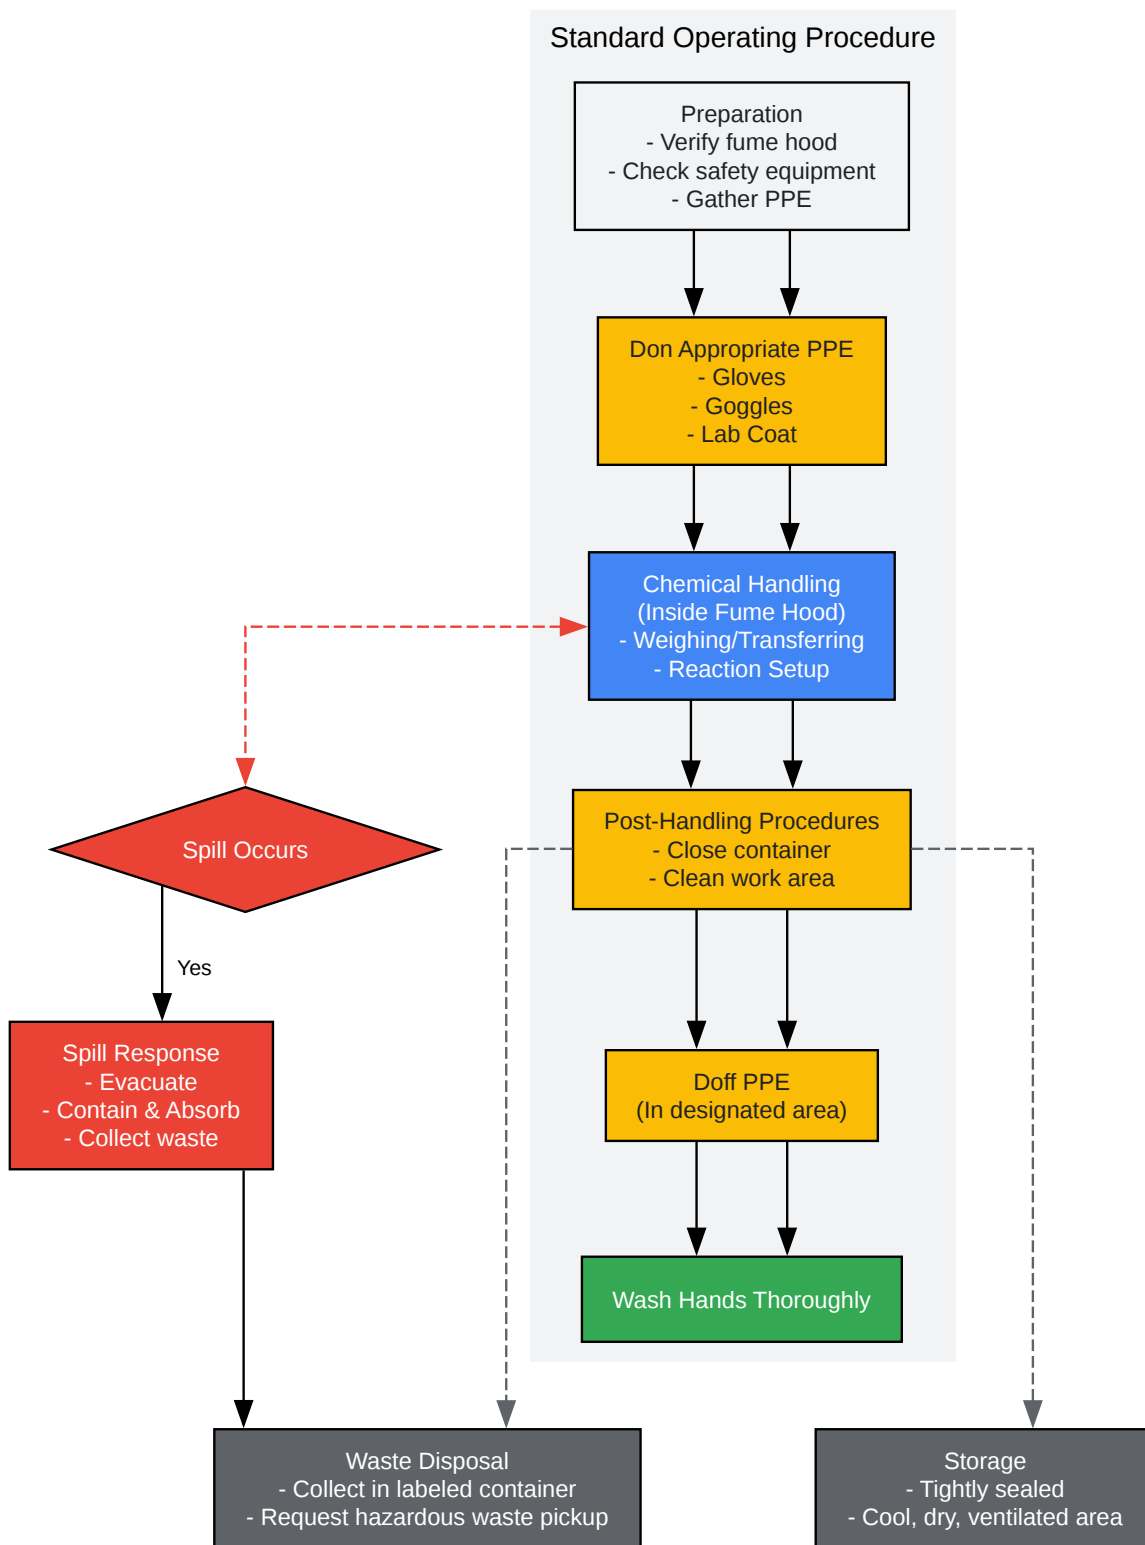 Standard Operating Procedure
Preparation
- Verify fume hood
- Check safety equipment
- Gather PPE
Don Appropriate PPE
- Gloves
- Goggles
- Lab Coat
Chemical Handling
(Inside Fume Hood)
- Weighing/Transferring
- Reaction Setup
Spill Occurs
Post-Handling Procedures
- Close container
- Clean work area
Yes
Spill Response
- Evacuate
- Contain & Absorb
- Collect waste
Doff PPE
(In designated area)
Wash Hands Thoroughly
Waste Disposal
- Collect in labeled container
- Request hazardous waste pickup
Storage
- Tightly sealed
- Cool, dry, ventilated area